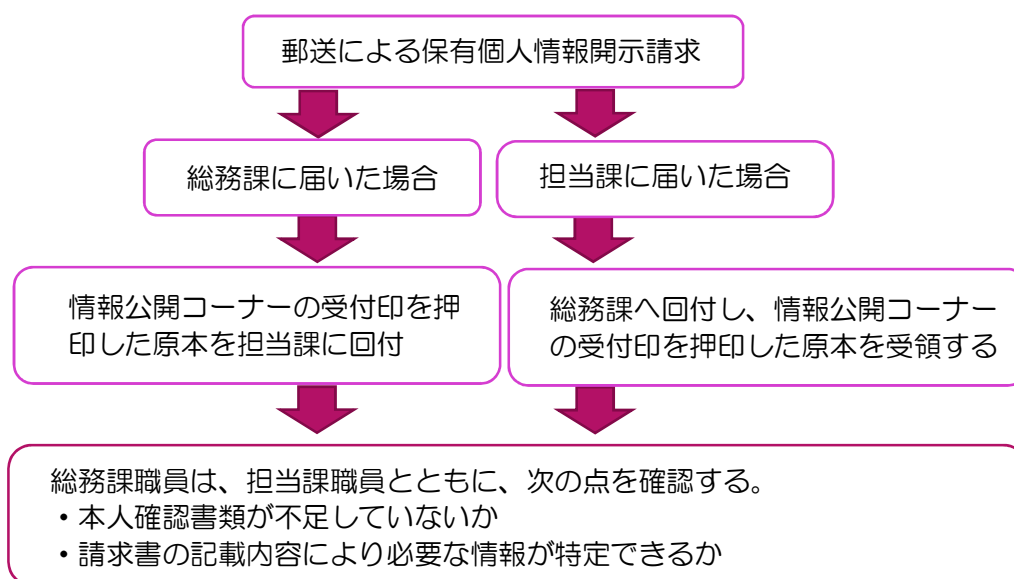 郵送による保有個人情報開示請求
総務課に届いた場合
担当課に届いた場合
情報公開コーナーの受付印を押
印した原本を担当課に回付
総務課へ回付し、情報公開コーナー
の受付印を押印した原本を受領する
総務課職員は、担当課職員とともに、次の点を確認する。
・本人確認書類が不足していないか
・請求書の記載内容により必要な情報が特定できるか